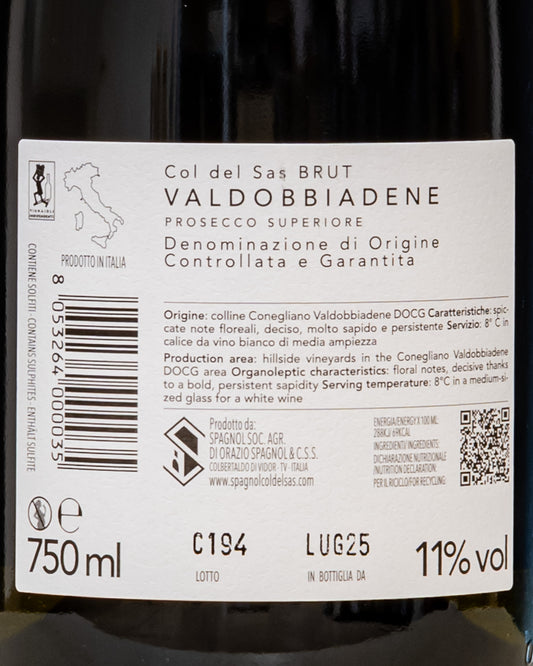 Col del Sas BRUT
VALDOBBIADENE
PROSECCO SUPERIORE
Denominazione di Origine
Controllata e Garantita
PRODOTTO IN ITALIA
CONTIENE SOLFITI - CONTAINS SULPHITES - ENTHÄLT SULFITE
8 053264 000035
Origine: colline Conegliano Valdobbiadene DOCG Caratteristiche: spic-
cate note floreali, deciso, molto sapido e persistente Servizio: 8° C in
calice da vino bianco di media ampiezza
Production area: hillside vineyards in the Conegliano Valdobbiadene
DOCG area Organoleptic characteristics: floral notes, decisive thanks
to a bold, persistent sapidity Serving temperature: 8°C in a medium-si-
zed glass for a white wine
Prodotto da:
SPAGNOL SOC. AGR.
DI ORAZIO SPAGNOL & C.S.S.
COLBERTALDO DI VIDOR - TV - ITALIA
www.spagnolcoldelsas.com
ENERGIA/ENERGY X 100 ML:
288KJ/ 69KCAL
INGREDIENTI/INGREDIENTS:
DICHIARAZIONE NUTRIZIONALE
/NUTRITION DECLARATION:
PER IL RICICLO/FOR RECYCLING:
e
750 ml
C194
LOTTO
LUG25
IN BOTTIGLIA DA
11% vol